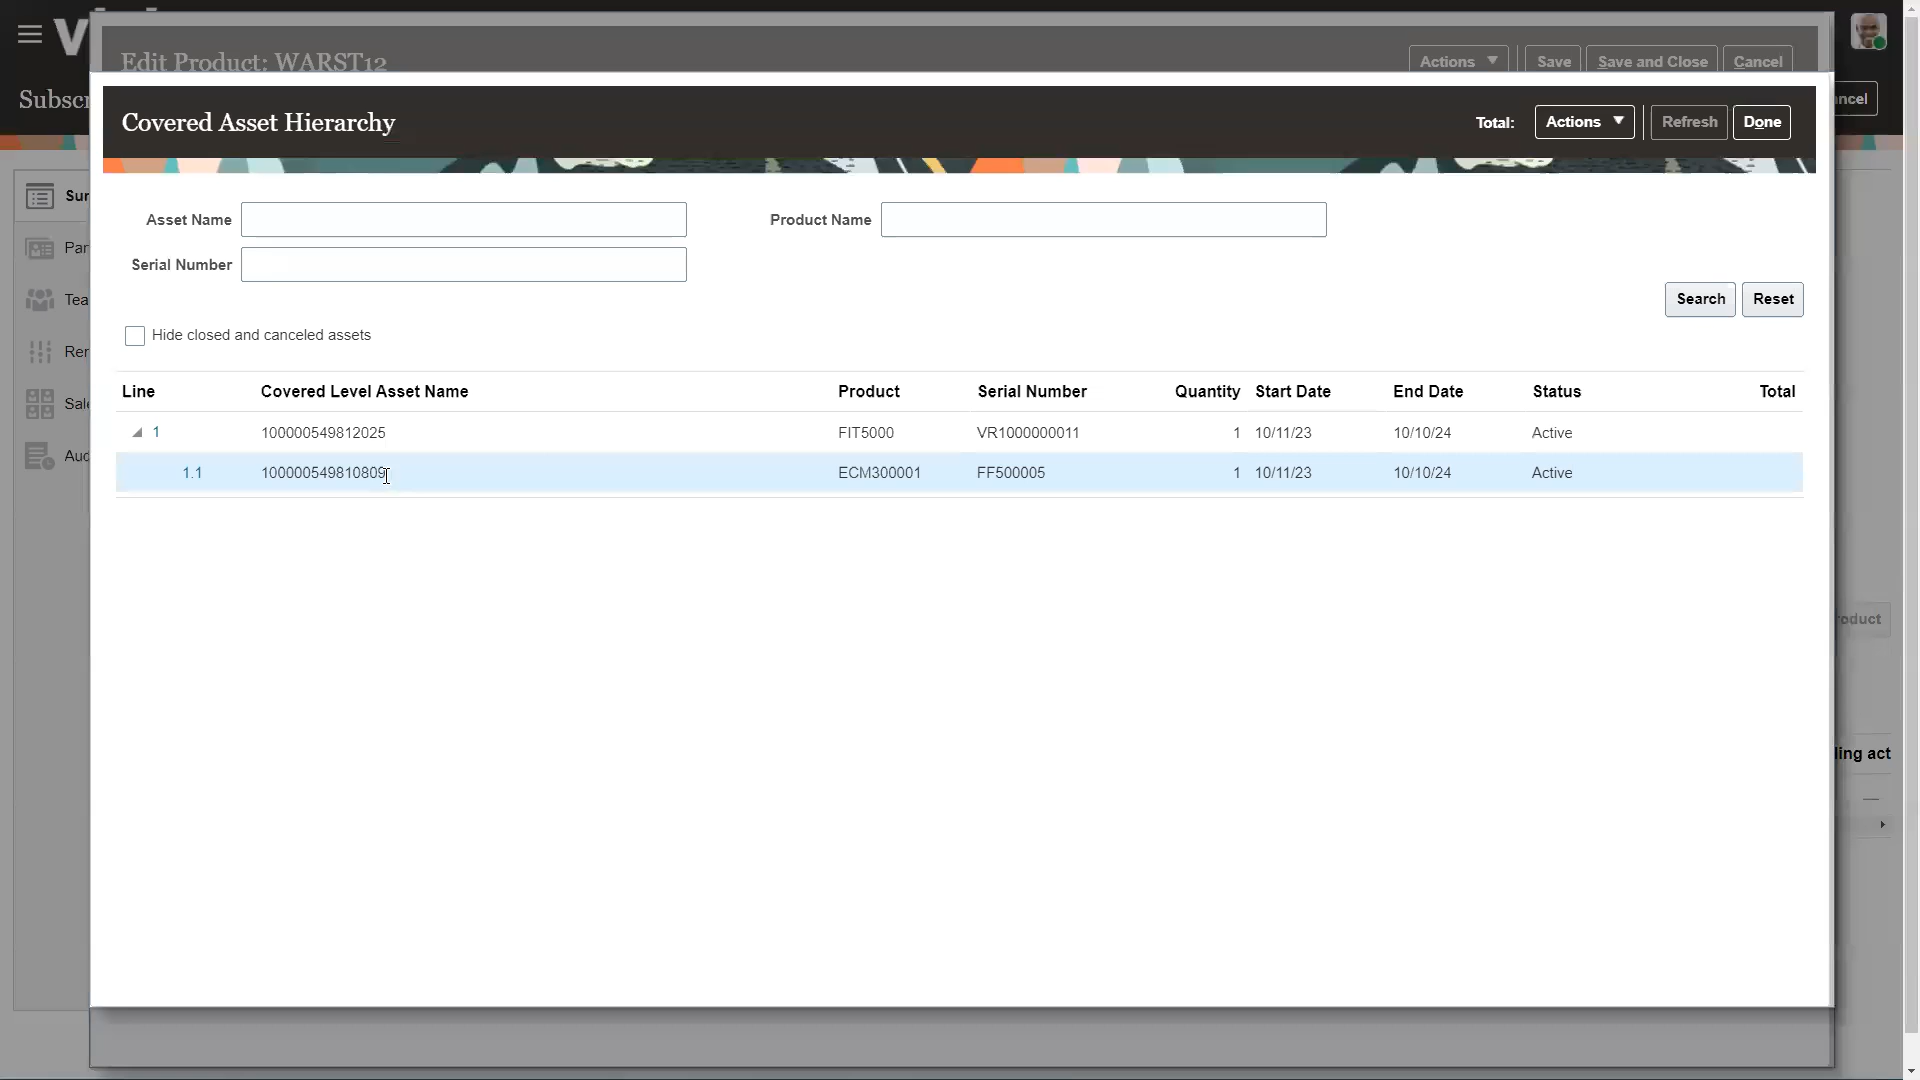 Edit Product: WARST12
Actions
Save
Save and Close
Cancel
Subscr
ncel
Covered Asset Hierarchy
Total:
Actions
Refresh
Done
Asset Name
Product Name
Serial Number
Search
Reset
Hide closed and canceled assets
Line Covered Level Asset Name Product Serial Number Quantity Start Date End Date Status Total
1 100000549812025 FIT5000 VR1000000011 1 10/11/23 10/10/24 Active
1.1 100000549810809 ECM300001 FF500005 1 10/11/23 10/10/24 Active
Sur
Par
Tea
Rer
Sale
Aud
roduct
ling act